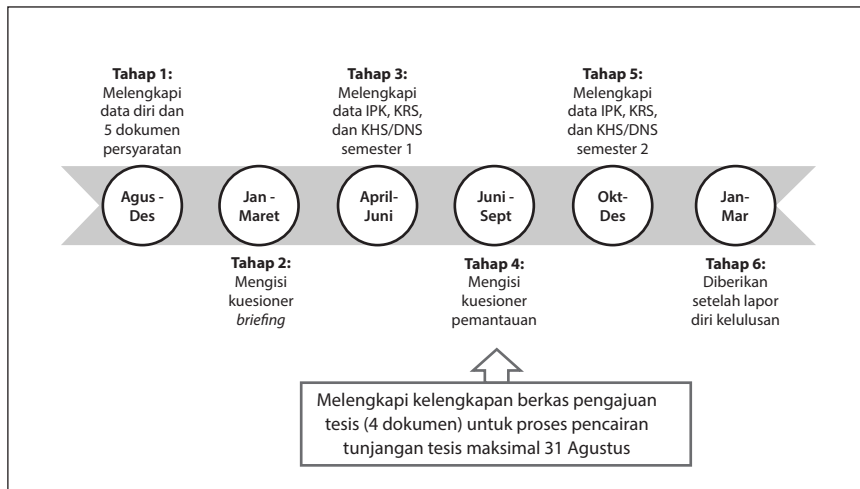 Tahap 1:
Melengkapi
data diri dan
5 dokumen
persyaratan
Tahap 3:
Melengkapi
data IPK, KRS,
dan KHS/DNS
semester 1
Tahap 5:
Melengkapi
data IPK, KRS,
dan KHS/DNS
semester 2
Agus -
Des
Jan -
Maret
April-
Juni
Juni -
Sept
Okt-
Des
Jan-
Mar
Tahap 2:
Mengisi
kuesioner
briefing
Tahap 4:
Mengisi
kuesioner
pemantauan
Tahap 6:
Diberikan
setelah lapor
diri kelulusan
Melengkapi kelengkapan berkas pengajuan
tesis (4 dokumen) untuk proses pencairan
tunjangan tesis maksimal 31 Agustus